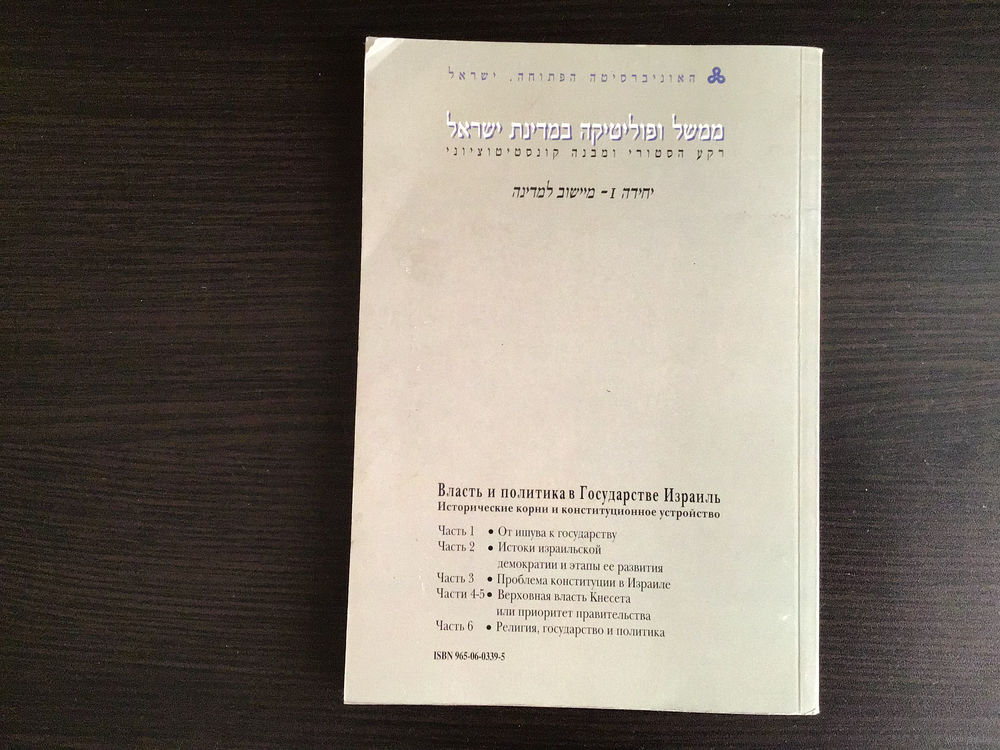 האוניברסיטה הפתוחה. ישראל
ממשל ופוליטיקה במדינת ישראל
רקע הסטורי ומבנה קונסטיטוציוני
יחידה 1- מיישוב למדינה
Власть и политика в Государстве Израиль
Исторические корни и конституционное устройство
Часть 1 • От ишува к государству
Часть 2 • Истоки израильской
демократии и этапы ее развития
Часть 3 • Проблема конституции в Израиле
Части 4-5 • Верховная власть Кнесета
или приоритет правительства
Часть 6 • Религия, государство и политика
ISBN 965-06-0339-5